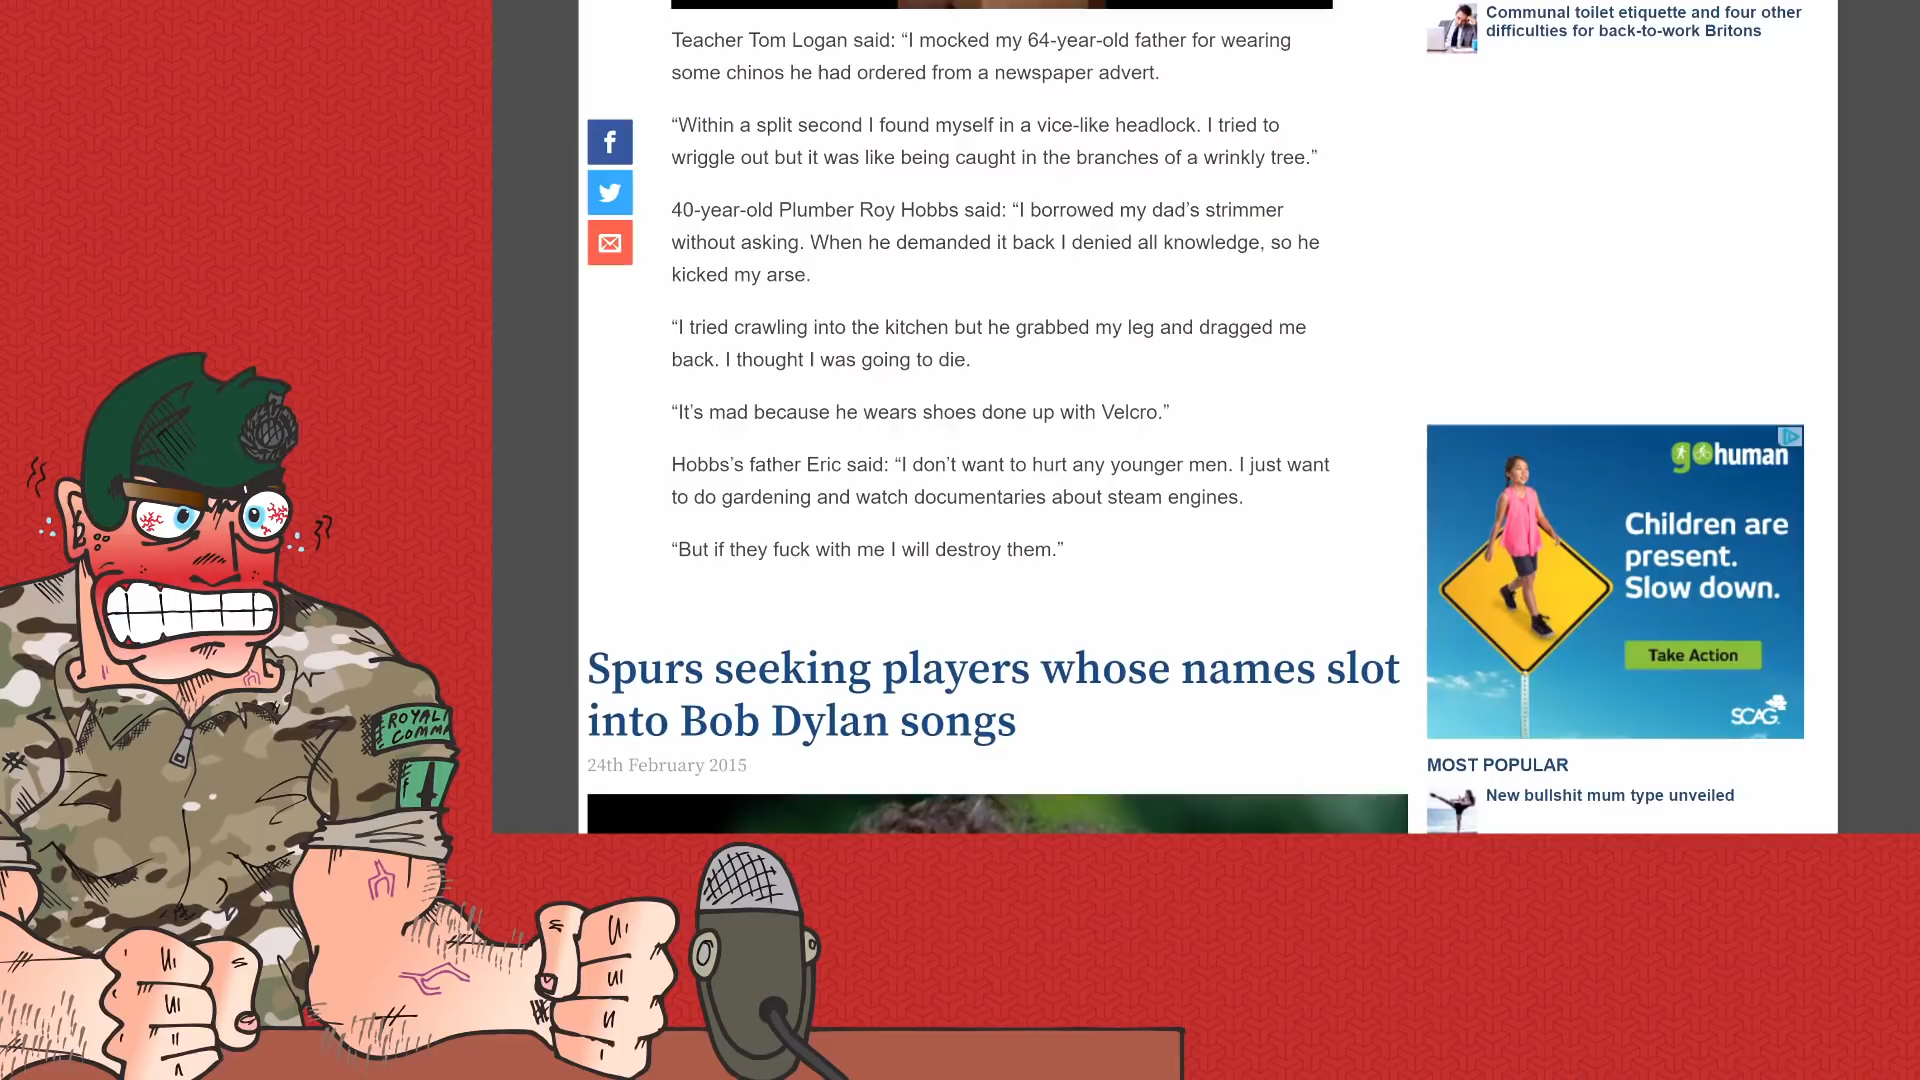 Communal toilet etiquette and four other
difficulties for back-to-work Britons
Teacher Tom Logan said: “I mocked my 64-year-old father for wearing
some chinos he had ordered from a newspaper advert.
“Within a split second I found myself in a vice-like headlock. I tried to
wriggle out but it was like being caught in the branches of a wrinkly tree.”
40-year-old Plumber Roy Hobbs said: “I borrowed my dad’s strimmer
without asking. When he demanded it back I denied all knowledge, so he
kicked my arse.
“I tried crawling into the kitchen but he grabbed my leg and dragged me
back. I thought I was going to die.
“It’s mad because he wears shoes done up with Velcro.”
Hobbs’s father Eric said: “I don’t want to hurt any younger men. I just want
to do gardening and watch documentaries about steam engines.
“But if they fuck with me I will destroy them.”
Spurs seeking players whose names slot
into Bob Dylan songs
24th February 2015
gohuman
Children are
present.
Slow down.
Take Action
SCAG
MOST POPULAR
New bullshit mum type unveiled
ROYAL
COMM